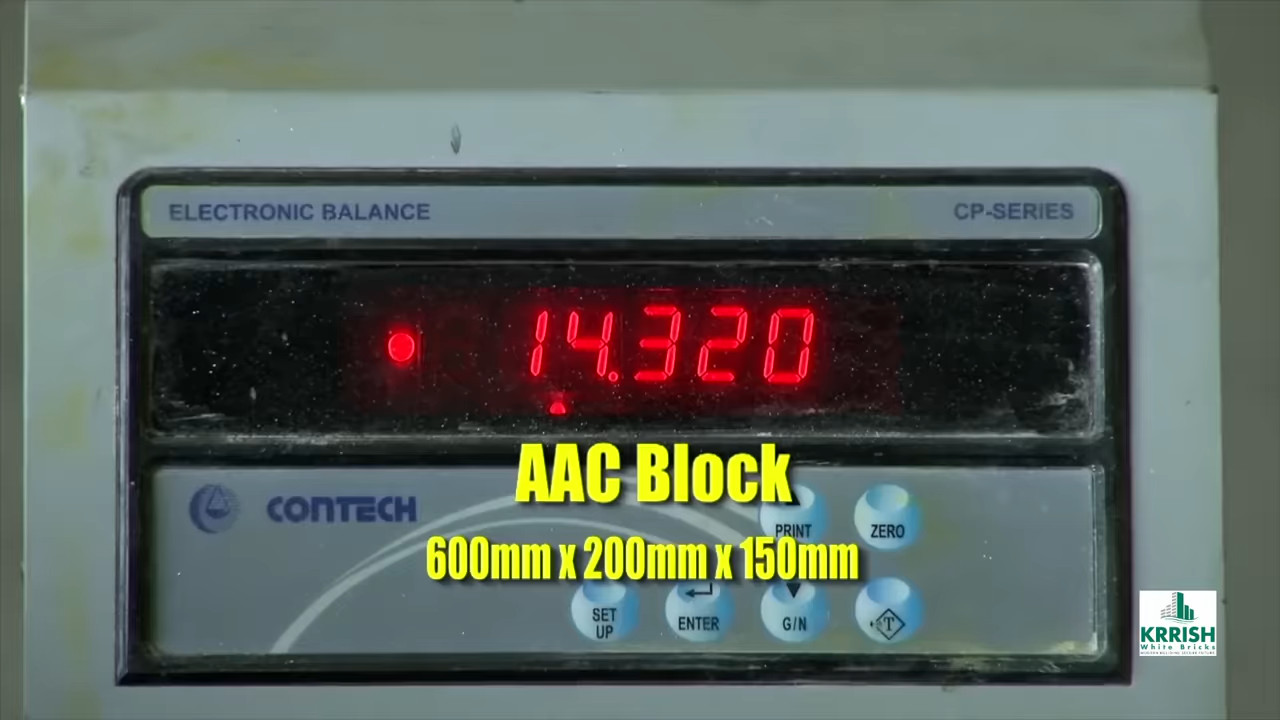 ELECTRONIC BALANCE CP-SERIES
14.320
AAC Block
CONTECH
PRINT ZERO
600mm x 200mm x 150mm
SET UP ENTER G/N T
KRRISH
White Bricks